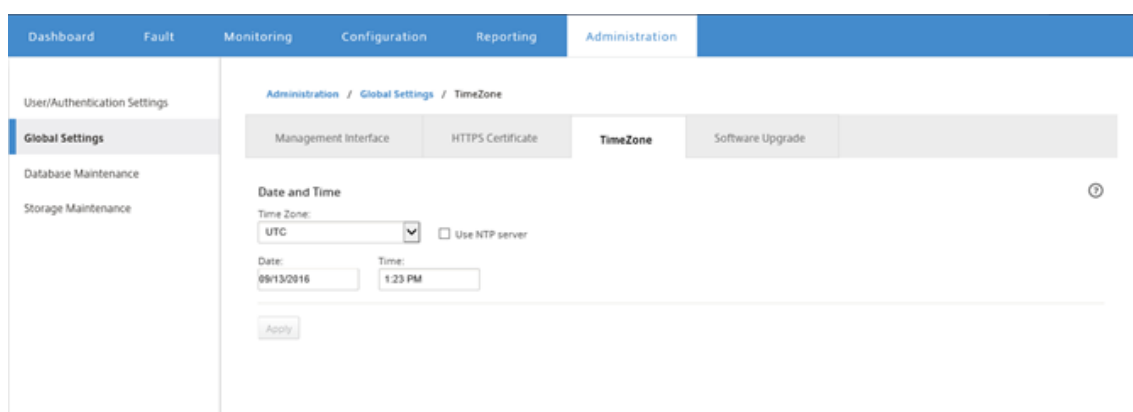 Dashboard Fault Monitoring Configuration Reporting Administration
Administration / Global Settings / TimeZone
User/Authentication Settings
Global Settings
Database Maintenance
Storage Maintenance
Management Interface HTTPS Certificate TimeZone Software Upgrade
Date and Time
Time Zone:
UTC Use NTP server
Date: Time:
09/13/2016 1:23 PM
Apply